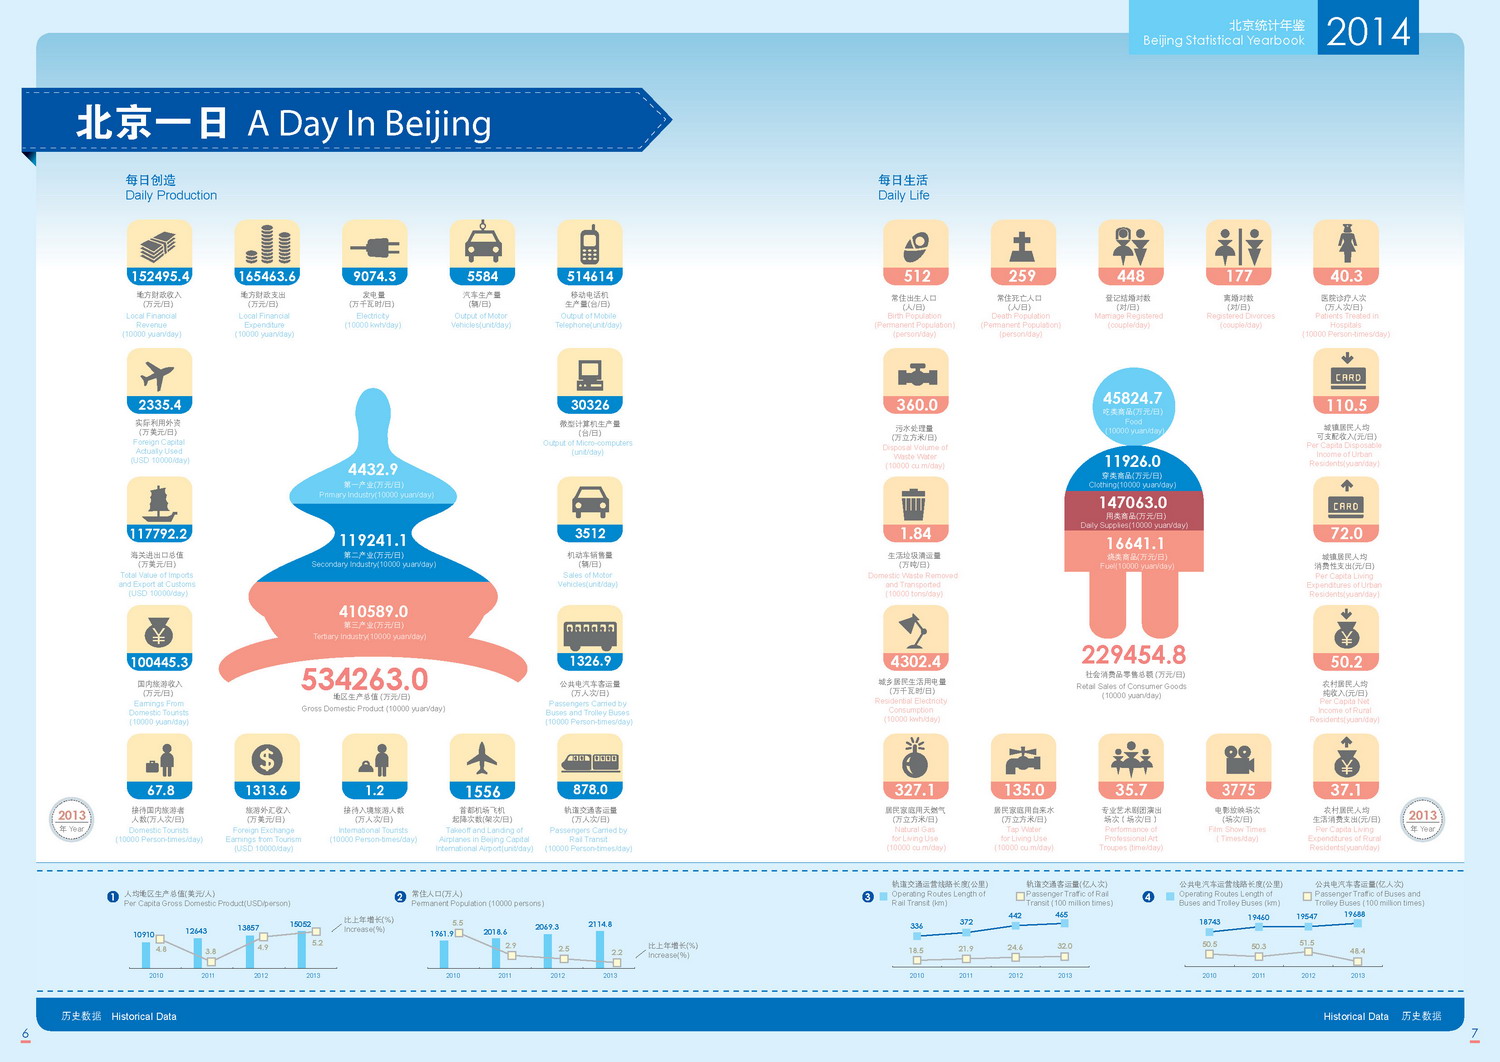 北京统计年鉴
Beijing Statistical Yearbook
2014
北京一日 A Day In Beijing
每日创造
Daily Production
152495.4
地方财政收入
(万元/日)
Local Financial
Revenue
(10000 yuan/day)
165463.6
地方财政支出
(万元/日)
Local Financial
Expenditure
(10000 yuan/day)
9074.3
发电量
(万千瓦时/日)
Electricity
(10000 kwh/day)
5584
汽车生产量
(辆/日)
Output of Motor
Vehicles(unit/day)
514614
移动电话机
生产量(台/日)
Output of Mobile
Telephone(unit/day)
2335.4
实际利用外资
(万美元/日)
Foreign Capital
Actually Used
(USD 10000/day)
30326
微型计算机生产量
(台/日)
Output of Micro-computers
(unit/day)
117792.2
海关进出口总值
(万美元/日)
Total Value of Imports
and Export at Customs
(USD 10000/day)
3512
机动车销售量
(辆/日)
Sales of Motor
Vehicles(unit/day)
100445.3
国内旅游收入
(万元/日)
Earnings From
Domestic Tourists
(10000 yuan/day)
1326.9
公共电汽车客运量
(万人次/日)
Passengers Carried by
Buses and Trolley Buses
(10000 Person-times/day)
4432.9
第一产业(万元/日)
Primary Industry(10000 yuan/day)
119241.1
第二产业(万元/日)
Secondary Industry(10000 yuan/day)
410589.0
第三产业(万元/日)
Tertiary Industry(10000 yuan/day)
534263.0
地区生产总值(万元/日)
Gross Domestic Product (10000 yuan/day)
67.8
接待国内旅游者
人数(万人次/日)
Domestic Tourists
(10000 Person-times/day)
1313.6
旅游外汇收入
(万美元/日)
Foreign Exchange
Earnings from Tourism
(USD 10000/day)
1.2
接待入境旅游人数
(万人次/日)
International Tourists
(10000 Person-times/day)
1556
首都机场飞机
起降次数(架次/日)
Takeoff and Landing of
Airplanes in Beijing Capital
International Airport(unit/day)
878.0
轨道交通客运量
(万人次/日)
Passengers Carried by
Rail Transit
(10000 Person-times/day)
2013
年 Year
每日生活
Daily Life
512
常住出生人口
(人/日)
Birth Population
(Permanent Population)
(person/day)
259
常住死亡人口
(人/日)
Death Population
(Permanent Population)
(person/day)
448
登记结婚对数
(对/日)
Marriage Registered
(couple/day)
177
离婚对数
(对/日)
Registered Divorces
(couple/day)
40.3
医院诊疗人次
(万人次/日)
Patients Treated in
Hospitals
(10000 Person-times/day)
360.0
污水处理量
(万立方米/日)
Disposal Volume of
Waste Water
(10000 cu.m/day)
CARD
110.5
城镇居民人均
可支配收入(元/日)
Per Capita Disposable
Income of Urban
Residents(yuan/day)
1.84
生活垃圾清运量
(万吨/日)
Domestic Waste Removed
and Transported
(10000 tons/day)
CARD
72.0
城镇居民人均
消费性支出(元/日)
Per Capita Living
Expenditures of Urban
Residents(yuan/day)
4302.4
城乡居民生活用电量
(万千瓦时/日)
Residential Electricity
Consumption
(10000 kwh/day)
50.2
农村居民人均
纯收入(元/日)
Per Capita Net
Income of Rural
Residents(yuan/day)
45824.7
吃类商品(万元/日)
Food
(10000 yuan/day)
11926.0
穿类商品(万元/日)
Clothing(10000 yuan/day)
147063.0
用类商品(万元/日)
Daily Supplies(10000 yuan/day)
16641.1
烧类商品(万元/日)
Fuel(10000 yuan/day)
229454.8
社会消费品零售总额(万元/日)
Retail Sales of Consumer Goods
(10000 yuan/day)
327.1
居民家庭用天然气
(万立方米/日)
Natural Gas
for Living Use
(10000 cu.m/day)
135.0
居民家庭用自来水
(万立方米/日)
Tap Water
for Living Use
(10000 cu.m/day)
35.7
专业艺术剧团演出
场次(场次/日)
Performance of
Professional Art
Troupes (time/day)
3775
电影放映场次
(场次/日)
Film Show Times
(Times/day)
37.1
农村居民人均
生活消费支出(元/日)
Per Capita Living
Expenditures of Rural
Residents(yuan/day)
2013
年 Year
1 人均地区生产总值(美元/人)
Per Capita Gross Domestic Product(USD/person)
10910 12643 13857 15052
4.8 3.8 4.9 5.2
比上年增长(%)
Increase(%)
2010 2011 2012 2013
2 常住人口(万人)
Permanent Population (10000 persons)
1961.9 2018.6 2069.3 2114.8
5.5 2.9 2.5 2.2
比上年增长(%)
Increase(%)
2010 2011 2012 2013
3 轨道交通运营线路长度(公里)
Operating Routes Length of
Rail Transit (km)
轨道交通客运量(亿人次)
Passenger Traffic of Rail
Transit (100 million times)
336 372 442 465
18.5 21.9 24.6 32.0
2010 2011 2012 2013
4 公共电汽车运营线路长度(公里)
Operating Routes Length of
Buses and Trolley Buses (km)
公共电汽车客运量(亿人次)
Passenger Traffic of Buses and
Trolley Buses (100 million times)
18743 19460 19547 19688
50.5 50.3 51.5 48.4
2010 2011 2012 2013
历史数据 Historical Data
Historical Data 历史数据
6
7